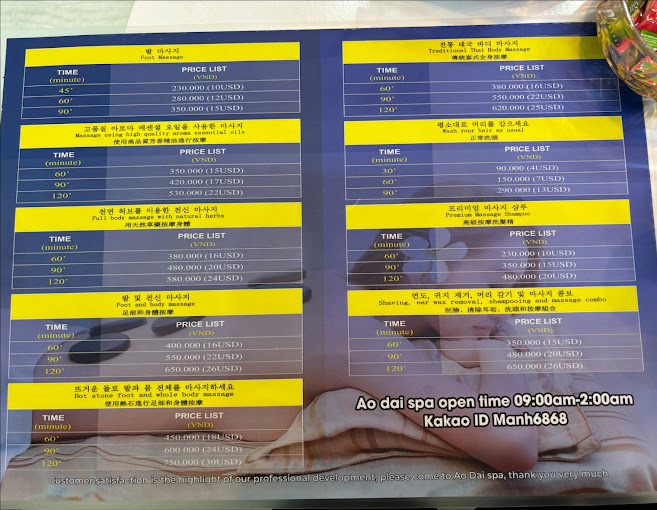 발 마사지
Foot Massage
TIME (minute) PRICE LIST (VND)
45' 230.000 (10USD)
60' 280.000 (12USD)
90' 350.000 (15USD)
고품질 아로마 에센셜 오일을 사용한 마사지
Massage using high quality aroma essential oils
使用高品質芳香精油進行按摩
TIME (minute) PRICE LIST (VND)
60' 350.000 (15USD)
90' 420.000 (17USD)
120' 530.000 (22USD)
천연 허브를 이용한 전신 마사지
Full body massage with natural herbs
用天然草藥按摩身體
TIME (minute) PRICE LIST (VND)
60' 380.000 (16USD)
90' 480.000 (20USD)
120' 580.000 (24USD)
발 및 전신 마사지
Foot and body massage
足部和身體按摩
TIME (minute) PRICE LIST (VND)
60' 400.000 (16USD)
90' 550.000 (22USD)
120' 650.000 (26USD)
뜨거운 돌로 발과 몸 전체를 마사지하세요
Hot stone foot and whole body massage
使用熱石進行足部和身體按摩
TIME (minute) PRICE LIST (VND)
60' 450.000 (18USD)
90' 600.000 (24USD)
120' 750.000 (30USD)
전통 태국 바디 마사지
Traditional Thai Body Massage
傳統泰式全身按摩
TIME (minute) PRICE LIST (VND)
60' 380.000 (16USD)
90' 550.000 (22USD)
120' 620.000 (25USD)
평소대로 머리를 감으세요
Wash your hair as usual
正常洗頭
TIME (minute) PRICE LIST (VND)
30' 90.000 (4USD)
60' 150.000 (7USD)
90' 290.000 (13USD)
프리미엄 마사지 샴푸
Premium Massage Shampoo
高級按摩洗髮精
TIME (minute) PRICE LIST (VND)
60' 230.000 (10USD)
90' 350.000 (15USD)
120' 480.000 (20USD)
면도, 귀지 제거, 머리 감기 및 마사지 콤보
Shaving, ear wax removal, shampooing and massage combo
刮臉、清除耳垢、洗頭和按摩組合
TIME (minute) PRICE LIST (VND)
60' 350.000 (15USD)
90' 480.000 (20USD)
120' 650.000 (26USD)
Ao dai spa open time 09:00am-2:00am
Kakao ID Manh6868
Customer satisfaction is the highlight of our professional development, please come to Ao Dai spa, thank you very much